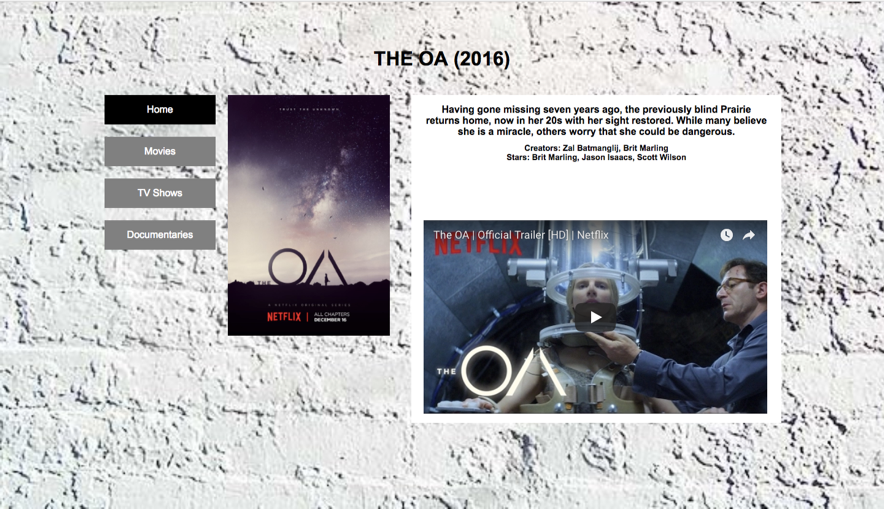 THE OA (2016)
Home
Movies
TV Shows
Documentaries
TRUST THE UNKNOWN
THE OA
A NETFLIX ORIGINAL SERIES
NETFLIX | ALL CHAPTERS
DECEMBER 16
Having gone missing seven years ago, the previously blind Prairie
returns home, now in her 20s with her sight restored. While many believe
she is a miracle, others worry that she could be dangerous.
Creators: Zal Batmanglij, Brit Marling
Stars: Brit Marling, Jason Isaacs, Scott Wilson
The OA | Official Trailer [HD] | Netflix
NETFLIX
THE OA